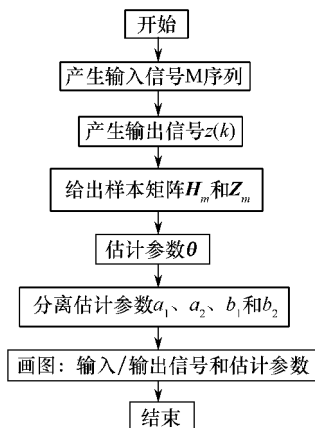 开始
产生输入信号M序列
产生输出信号z(k)
给出样本矩阵Hm和Zm
估计参数θ
分离估计参数a1、a2、b1和b2
画图：输入/输出信号和估计参数
结束